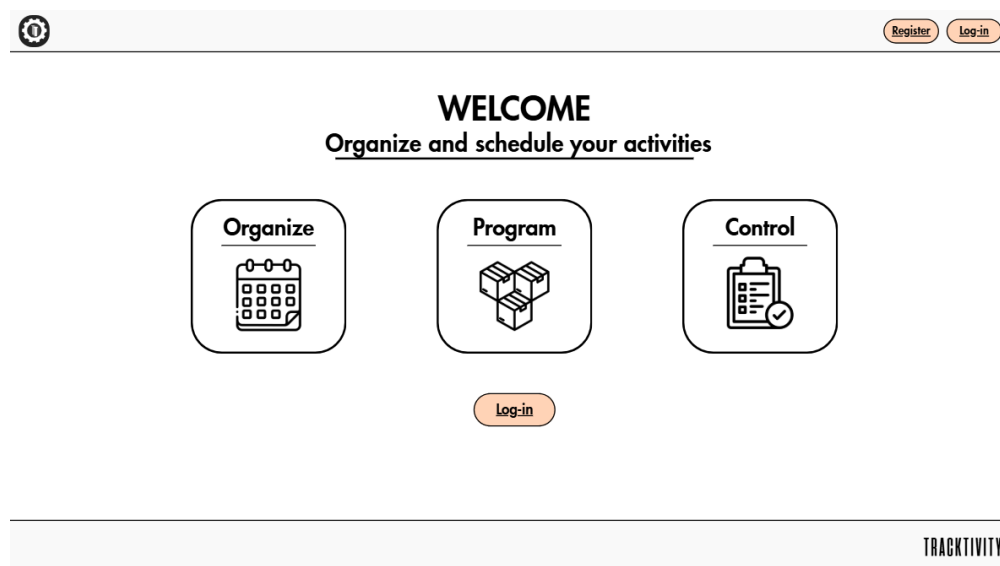 Register Log-in
WELCOME
Organize and schedule your activities
Organize Program Control
Log-in
TRACKTIVITY